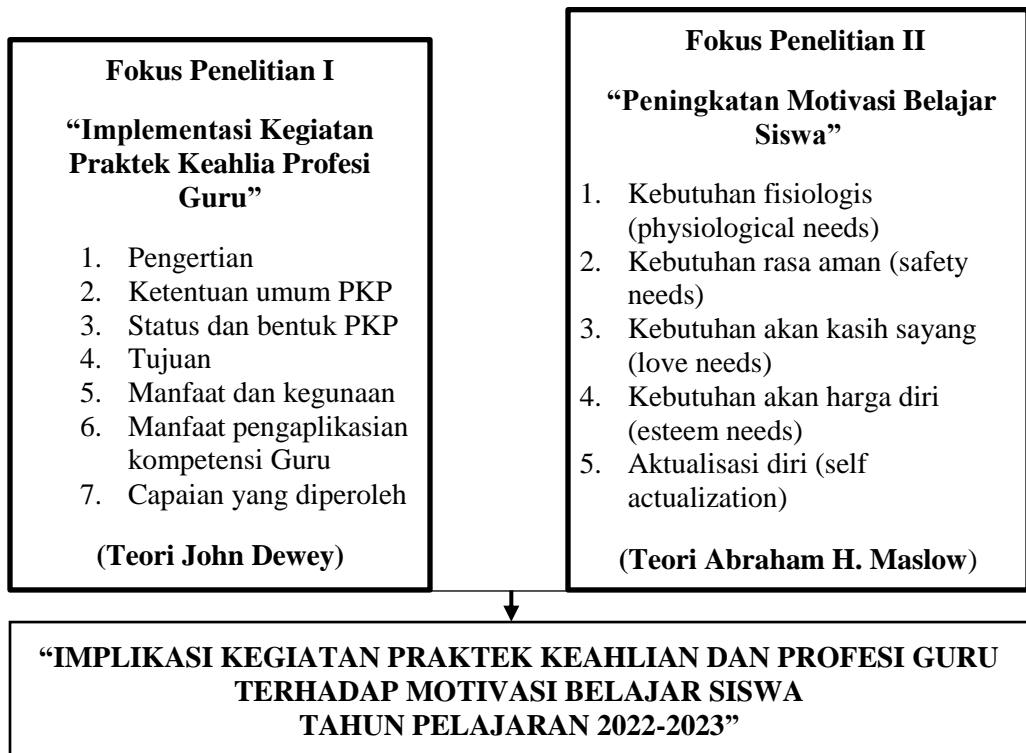 Fokus Penelitian I
“Implementasi Kegiatan
Praktek Keahlia Profesi
Guru”
1. Pengertian
2. Ketentuan umum PKP
3. Status dan bentuk PKP
4. Tujuan
5. Manfaat dan kegunaan
6. Manfaat pengaplikasian
kompetensi Guru
7. Capaian yang diperoleh
(Teori John Dewey)
Fokus Penelitian II
“Peningkatan Motivasi Belajar
Siswa”
1. Kebutuhan fisiologis
(physiological needs)
2. Kebutuhan rasa aman (safety
needs)
3. Kebutuhan akan kasih sayang
(love needs)
4. Kebutuhan akan harga diri
(esteem needs)
5. Aktualisasi diri (self
actualization)
(Teori Abraham H. Maslow)
“IMPLIKASI KEGIATAN PRAKTEK KEAHLIAN DAN PROFESI GURU
TERHADAP MOTIVASI BELAJAR SISWA
TAHUN PELAJARAN 2022-2023”